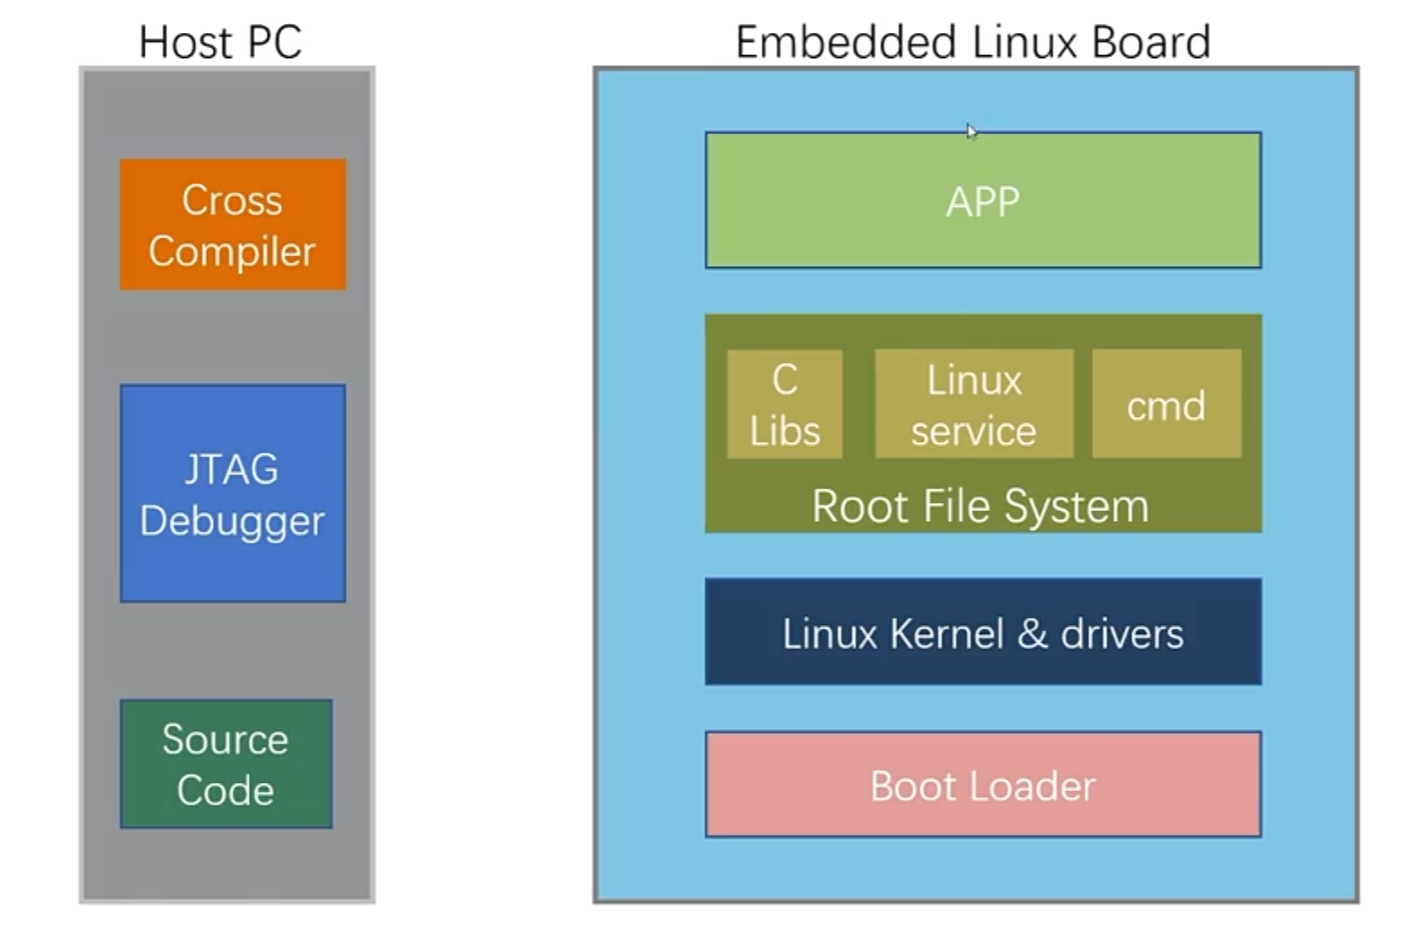 Host PC
Embedded Linux Board
Cross
Compiler
JTAG
Debugger
Source
Code
APP
C
Libs
Linux
service
cmd
Root File System
Linux Kernel & drivers
Boot Loader